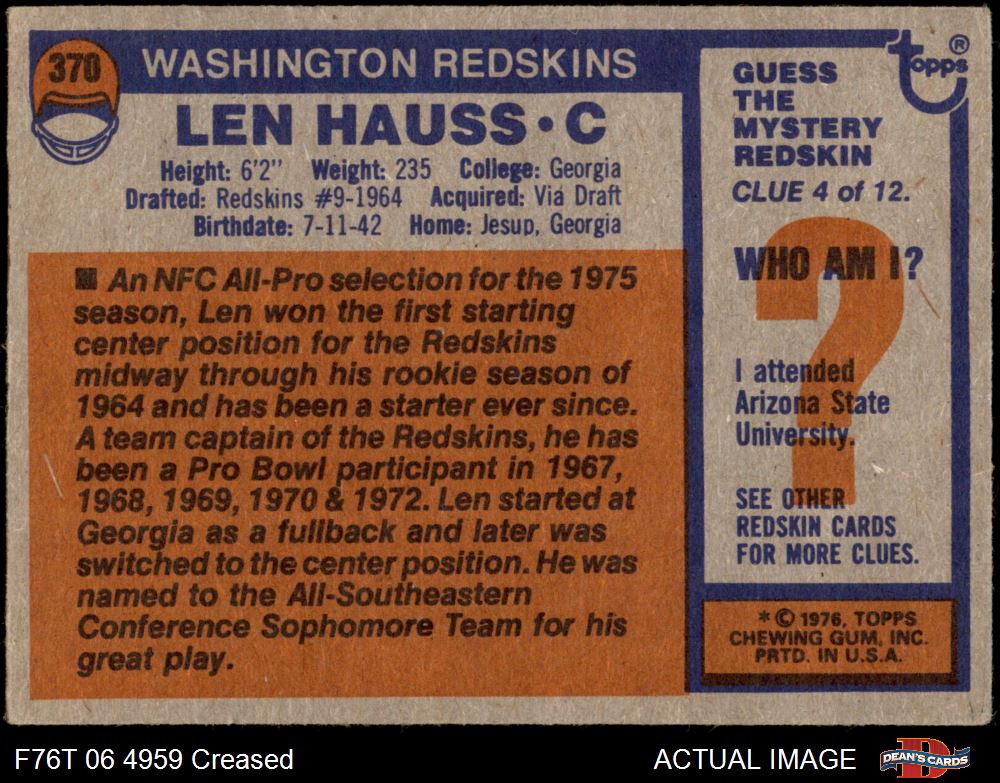 370
WASHINGTON REDSKINS
LEN HAUSS • C
Height: 6'2" Weight: 235 College: Georgia
Drafted: Redskins #9-1964 Acquired: Via Draft
Birthdate: 7-11-42 Home: Jesup, Georgia
■ An NFC All-Pro selection for the 1975
season, Len won the first starting
center position for the Redskins
midway through his rookie season of
1964 and has been a starter ever since.
A team captain of the Redskins, he has
been a Pro Bowl participant in 1967,
1968, 1969, 1970 & 1972. Len started at
Georgia as a fullback and later was
switched to the center position. He was
named to the All-Southeastern
Conference Sophomore Team for his
great play.
topps ®
GUESS
THE
MYSTERY
REDSKIN
CLUE 4 of 12.
WHO AM I?
?
I attended
Arizona State
University.
SEE OTHER
REDSKIN CARDS
FOR MORE CLUES.
* © 1976, TOPPS
CHEWING GUM, INC.
PRTD. IN U.S.A.
F76T 06 4959 Creased
ACTUAL IMAGE
D
DEAN'S CARDS